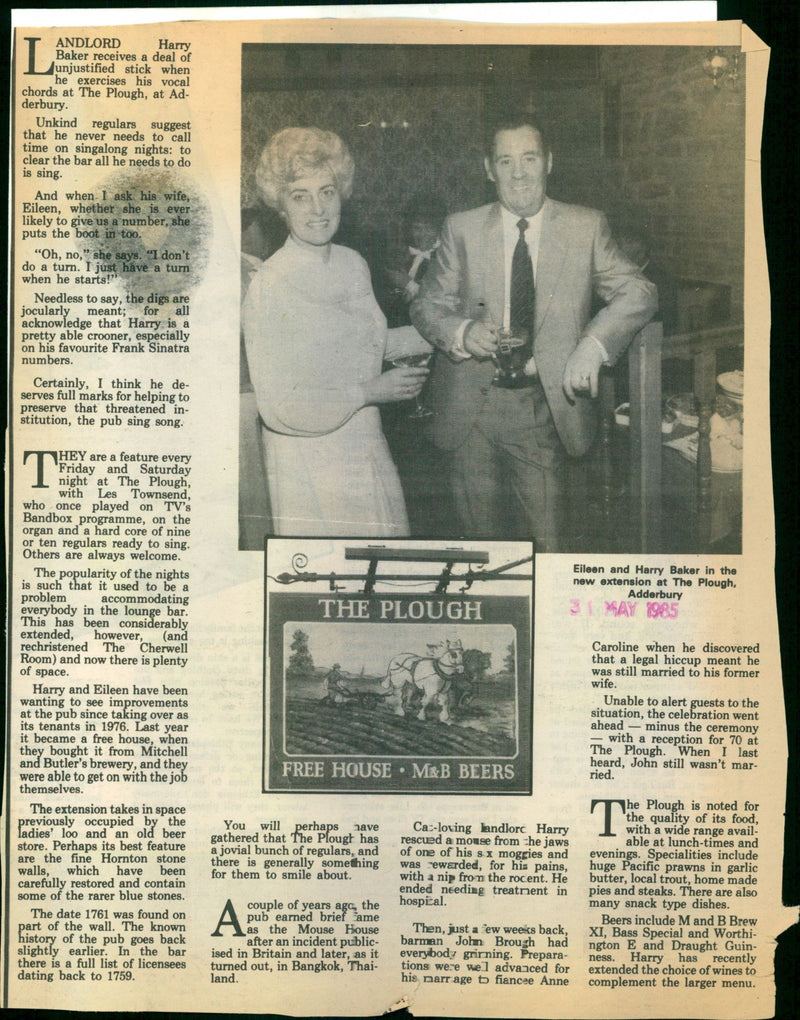 LANDLORD Harry
Baker receives a deal of
unjustified stick when
he exercises his vocal
chords at The Plough, at Ad-
derbury.
Unkind regulars suggest
that he never needs to call
time on singalong nights: to
clear the bar all he needs to do
is sing.
And when I ask his wife,
Eileen, whether she is ever
likely to give us a number, she
puts the boot in too.
"Oh, no," she says. "I don't
do a turn. I just have a turn
when he starts!"
Needless to say, the digs are
jocularly meant; for all
acknowledge that Harry is a
pretty able crooner, especially
on his favourite Frank Sinatra
numbers.
Certainly, I think he de-
serves full marks for helping to
preserve that threatened in-
stitution, the pub sing song.
THEY are a feature every
Friday and Saturday
night at The Plough,
with Les Townsend,
who once played on TV's
Bandbox programme, on the
organ and a hard core of nine
or ten regulars ready to sing.
Others are always welcome.
The popularity of the nights
is such that it used to be a
problem accommodating
everybody in the lounge bar.
This has been considerably
extended, however, (and
rechristened The Cherwell
Room) and now there is plenty
of space.
Harry and Eileen have been
wanting to see improvements
at the pub since taking over as
its tenants in 1976. Last year
it became a free house, when
they bought it from Mitchell
and Butler's brewery, and they
were able to get on with the job
themselves.
The extension takes in space
previously occupied by the
ladies' loo and an old beer
store. Perhaps its best feature
are the fine Hornton stone
walls, which have been
carefully restored and contain
some of the rarer blue stones.
The date 1761 was found on
part of the wall. The known
history of the pub goes back
slightly earlier. In the bar
there is a full list of licensees
dating back to 1759.
THE PLOUGH
FREE HOUSE • M&B BEERS
Eileen and Harry Baker in the
new extension at The Plough,
Adderbury
31 MAY 1985
You will perhaps have
gathered that The Plough has
a jovial bunch of regulars, and
there is generally something
for them to smile about.
A couple of years ago, the
pub earned brief fame
as the Mouse House
after an incident public-
ised in Britain and later, as it
turned out, in Bangkok, Thai-
land.
Cat-loving landlord Harry
rescued a mouse from the jaws
of one of his six moggies and
was rewarded, for his pains,
with a nip from the rodent. He
ended needing treatment in
hospital.
Then, just a few weeks back,
barman John Brough had
everybody grinning. Prepara-
tions were well advanced for
his marriage to fiancée Anne
Caroline when he discovered
that a legal hiccup meant he
was still married to his former
wife.
Unable to alert guests to the
situation, the celebration went
ahead — minus the ceremony
— with a reception for 70 at
The Plough. When I last
heard, John still wasn't mar-
ried.
The Plough is noted for
the quality of its food,
with a wide range avail-
able at lunch-times and
evenings. Specialities include
huge Pacific prawns in garlic
butter, local trout, home made
pies and steaks. There are also
many snack type dishes.
Beers include M and B Brew
XI, Bass Special and Worthi-
ngton E and Draught Guin-
ness. Harry has recently
extended the choice of wines to
complement the larger menu.